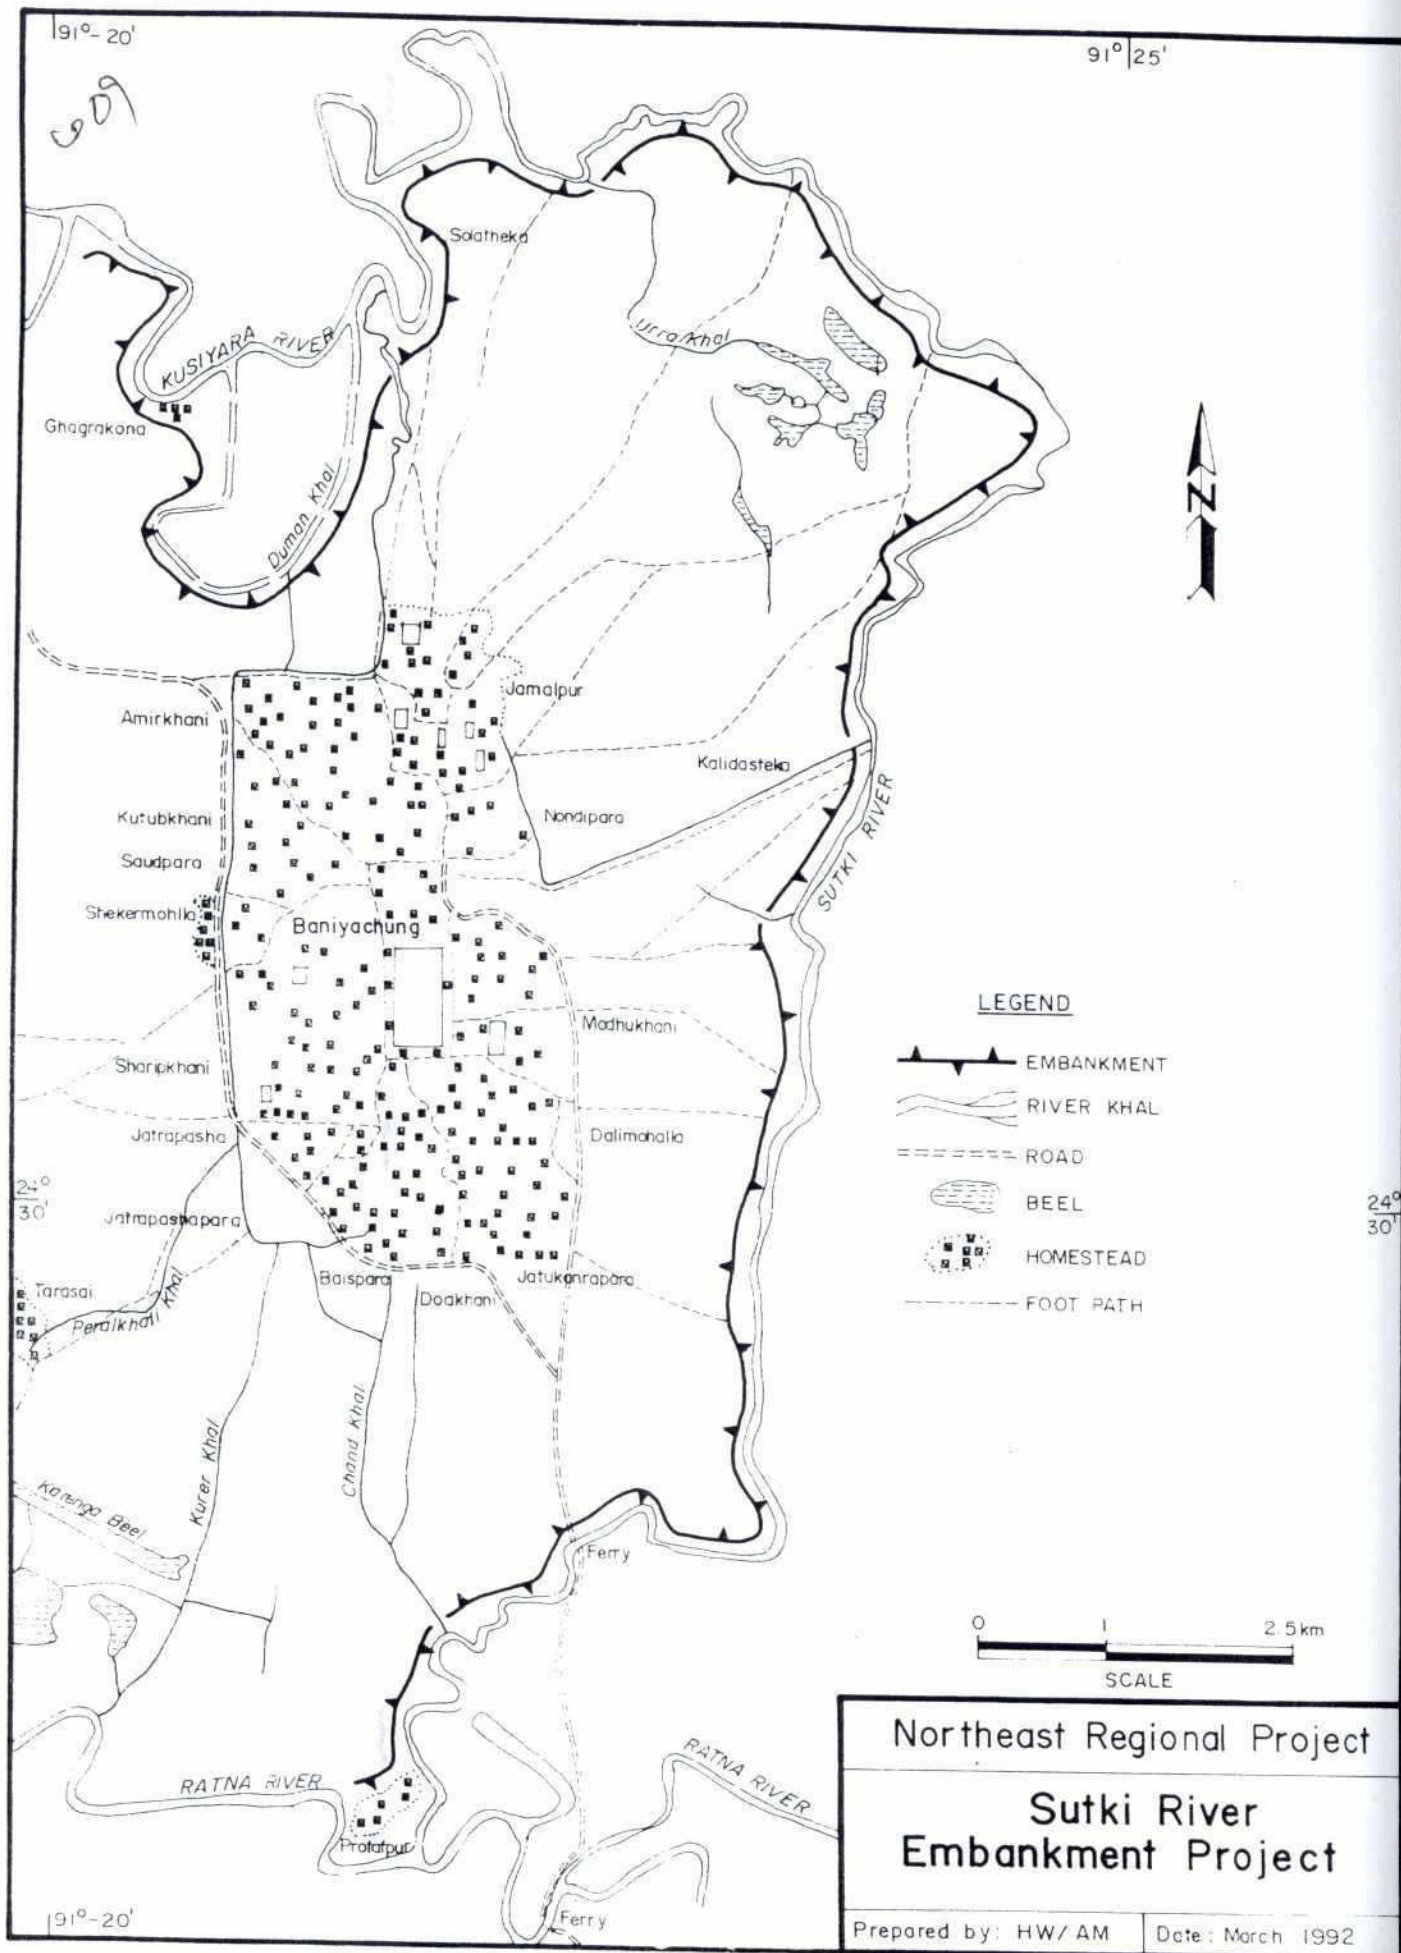 91°-20'
91° 25'
Solatheka
KUSIYARA RIVER
Urra Khal
Ghagrakona
Duman Khal
N
Jamalpur
Amirkhani
Kalidasteka
Kutubkhani
Nondipara
Saudpara
SUTKI RIVER
Shekermohlla
Baniyachung
LEGEND
Madhukhani
EMBANKMENT
Sharipkhani
RIVER KHAL
Jatrapasha
Dalimohalla
ROAD
24°
30'
BEEL
24°
30'
Jatrapashapara
HOMESTEAD
Baispara
Jatukanrapara
Tarasai
Doakhani
FOOT PATH
Peralkhali Khal
Kurer Khal
Chand Khal
Karenga Beel
Ferry
0 1 2.5km
SCALE
Northeast Regional Project
RATNA RIVER
RATNA RIVER
Sutki River
Embankment Project
Protafpur
91°-20'
Ferry
Prepared by: HW/AM
Date: March 1992